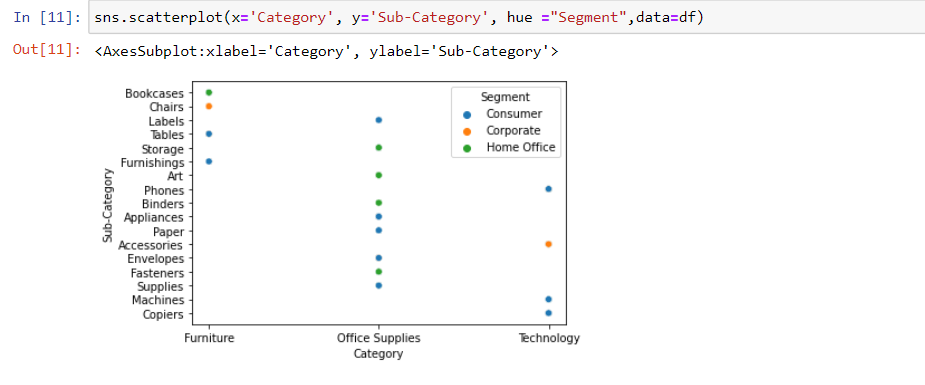 In [11]: sns.scatterplot(x='Category', y='Sub-Category', hue ="Segment",data=df)
Out[11]: <AxesSubplot:xlabel='Category', ylabel='Sub-Category'>
Segment
Consumer
Corporate
Home Office
Sub-Category
Bookcases
Chairs
Labels
Tables
Storage
Furnishings
Art
Phones
Binders
Appliances
Paper
Accessories
Envelopes
Fasteners
Supplies
Machines
Copiers
Furniture Office Supplies Technology
Category